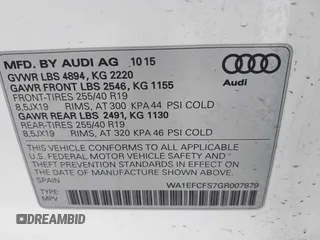 MFD. BY AUDI AG 10 15
GVWR LBS 4894, KG 2220
GAWR FRONT LBS 2546, KG 1155
FRONT-TIRES 255/40 R19
8,5JX19 RIMS, AT 300 KPA 44 PSI COLD
GAWR REAR LBS 2491, KG 1130
REAR-TIRES 255/40 R19
8,5JX19 RIMS, AT 320 KPA 46 PSI COLD
Audi
THIS VEHICLE CONFORMS TO ALL APPLICABLE
U.S. FEDERAL MOTOR VEHICLE SAFETY AND
THEFT PREVENTION STANDARDS IN EFFECT ON
THE DATE OF MANUFACTURE SHOWN ABOVE.
SPAIN
TYPE: WA1EFCFS7GR007879
MPV
DREAMBID